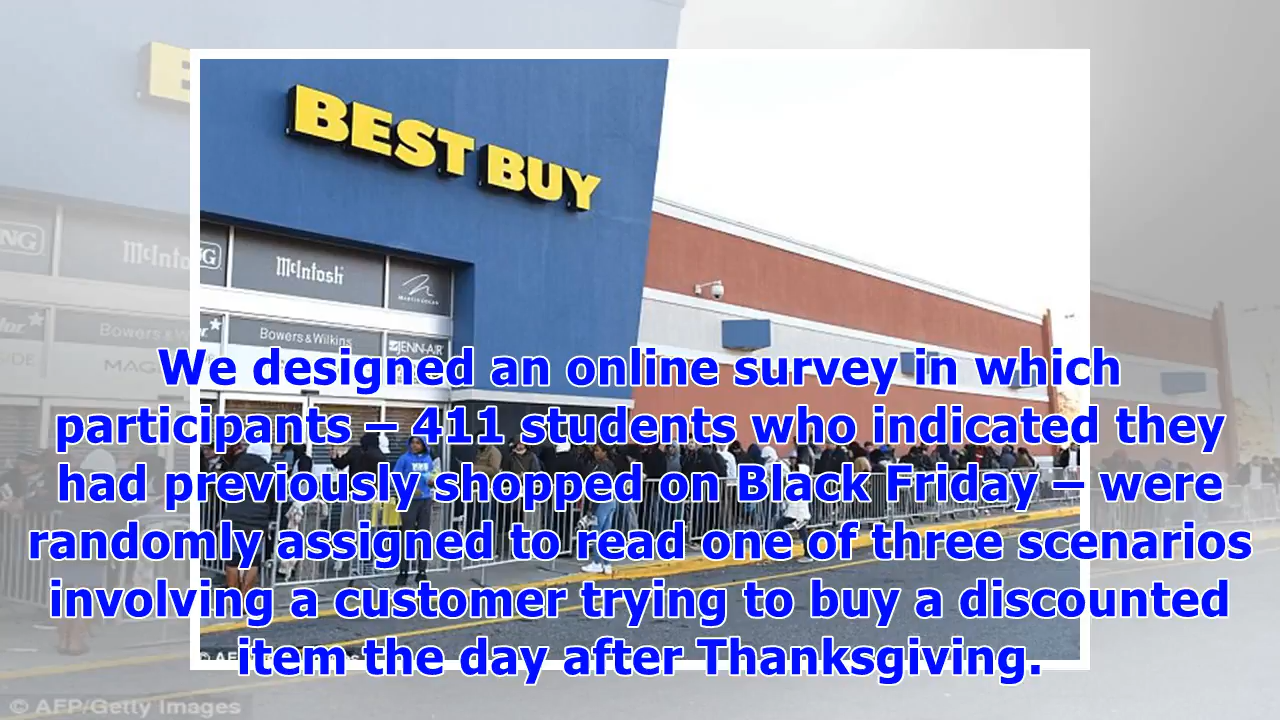 BEST BUY
McIntosh
MARTINLOGAN
Bowers & Wilkins
JENN-AIR
We designed an online survey in which
participants – 411 students who indicated they
had previously shopped on Black Friday – were
randomly assigned to read one of three scenarios
involving a customer trying to buy a discounted
item the day after Thanksgiving.
© AFP/Getty Images